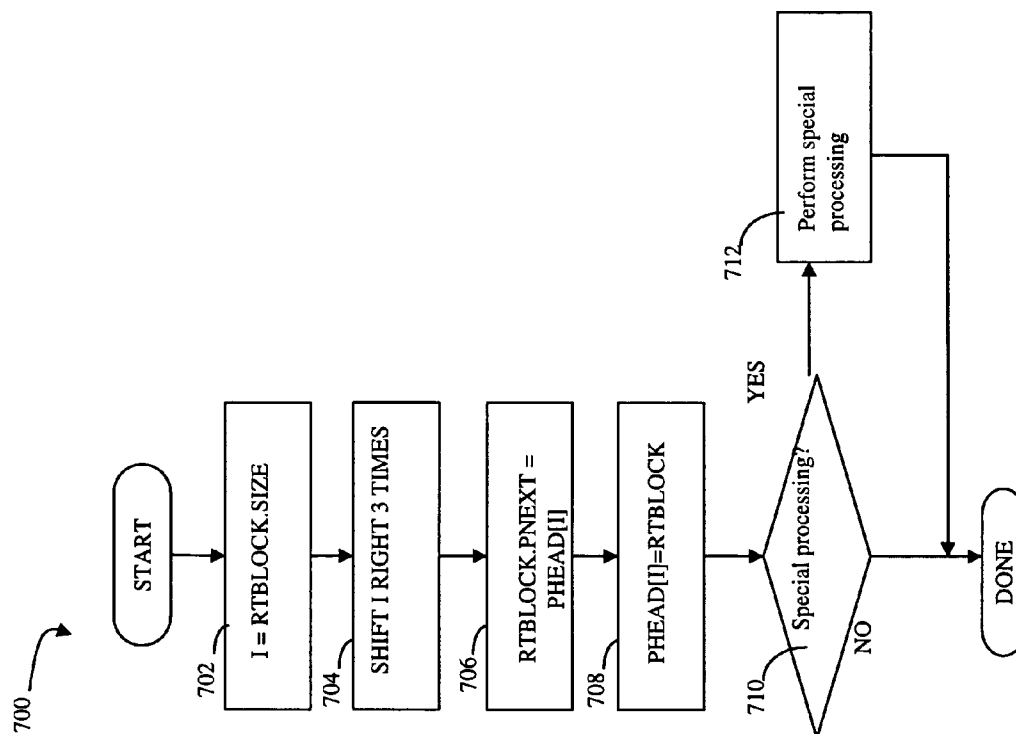 700
START
702
I = RTBLOCK.SIZE
704
SHIFT I RIGHT 3 TIMES
706
RTBLOCK.PNEXT =
PHEAD[I]
708
PHEAD[I]=RTBLOCK
710
Special processing?
YES
NO
712
Perform special
processing
DONE